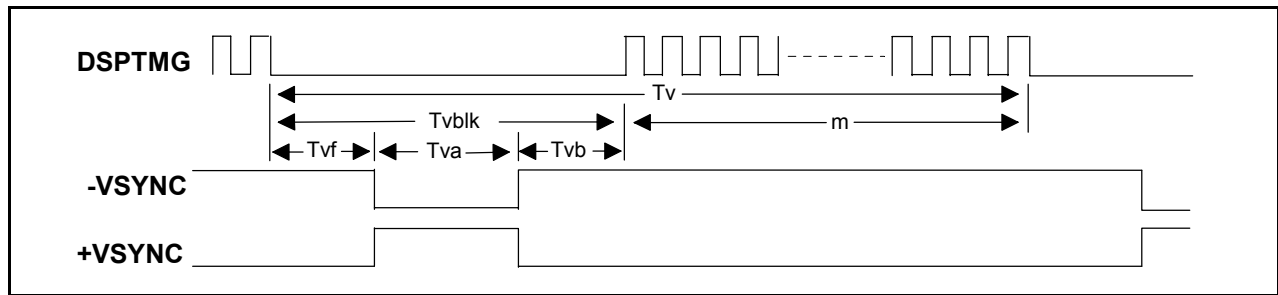 DSPTMG
Tv
Tvblk
m
Tvf
Tva
Tvb
-VSYNC
+VSYNC